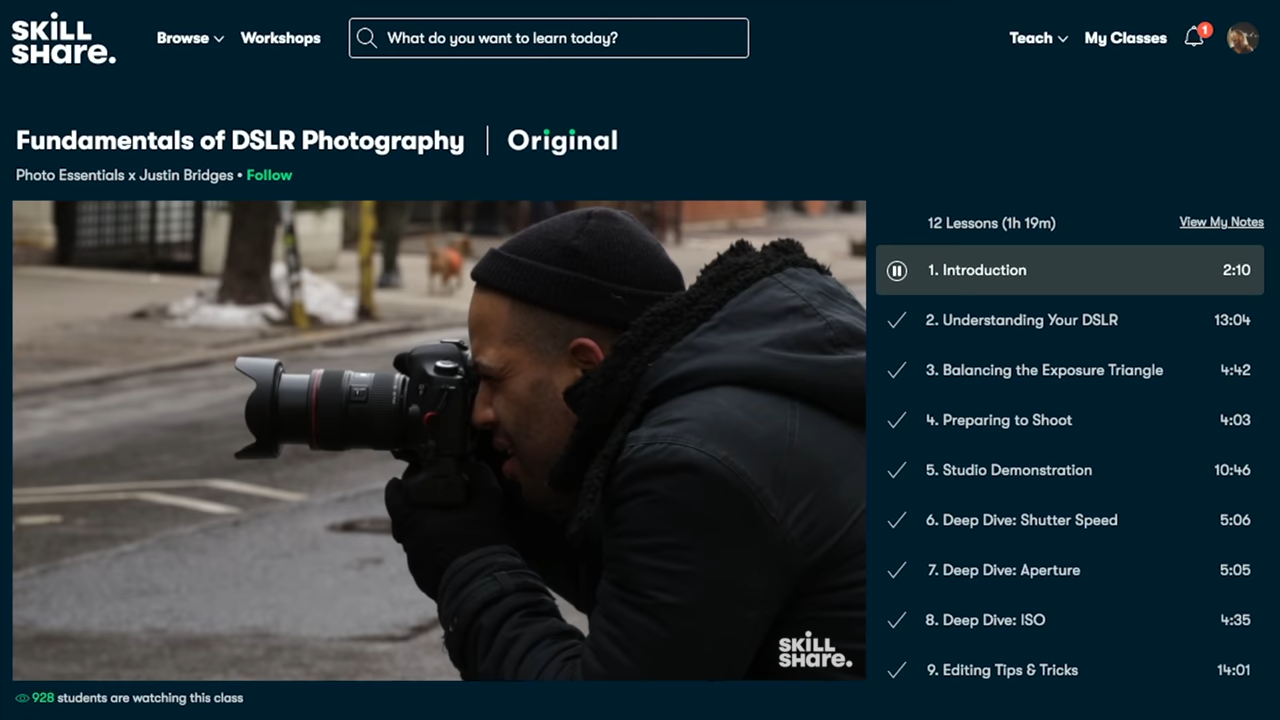 SKILL
SHare.
Browse
Workshops
What do you want to learn today?
Teach
My Classes
1
Fundamentals of DSLR Photography
Original
Photo Essentials x Justin Bridges • Follow
12 Lessons (1h 19m)
View My Notes
1. Introduction 2:10
2. Understanding Your DSLR 13:04
3. Balancing the Exposure Triangle 4:42
4. Preparing to Shoot 4:03
5. Studio Demonstration 10:46
6. Deep Dive: Shutter Speed 5:06
7. Deep Dive: Aperture 5:05
8. Deep Dive: ISO 4:35
9. Editing Tips & Tricks 14:01
SKILL
SHare.
928 students are watching this class